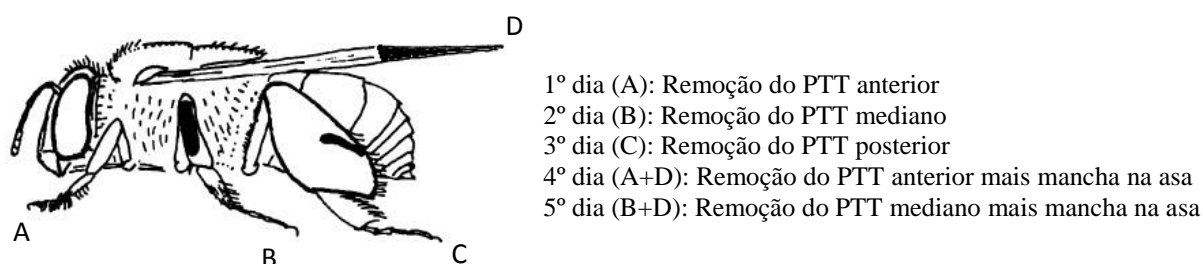 D
1º dia (A): Remoção do PTT anterior
2º dia (B): Remoção do PTT mediano
3º dia (C): Remoção do PTT posterior
4º dia (A+D): Remoção do PTT anterior mais mancha na asa
5º dia (B+D): Remoção do PTT mediano mais mancha na asa
A
B
C